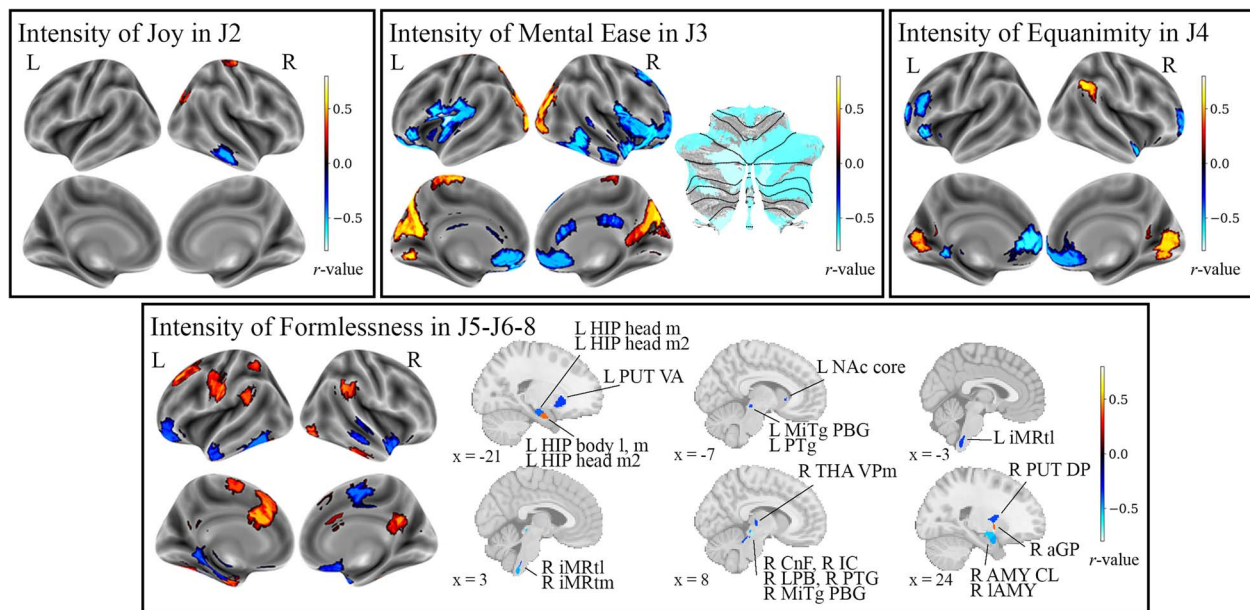 Intensity of Joy in J2
L
R
0.5
0.0
−0.5
r-value
Intensity of Mental Ease in J3
L
R
0.5
0.0
−0.5
r-value
Intensity of Equanimity in J4
L
R
0.5
0.0
−0.5
r-value
Intensity of Formlessness in J5-J6-8
L
R
L HIP head m
L HIP head m2
L PUT VA
L HIP body l, m
L HIP head m2
x = -21
L NAc core
L MiTg PBG
L PTg
x = -7
L iMRtl
x = -3
R iMRtl
R iMRtm
x = 3
R THA VPm
R CnF, R IC
R LPB, R PTG
R MiTg PBG
x = 8
R PUT DP
R aGP
R AMY CL
R lAMY
x = 24
0.5
0.0
−0.5
r-value